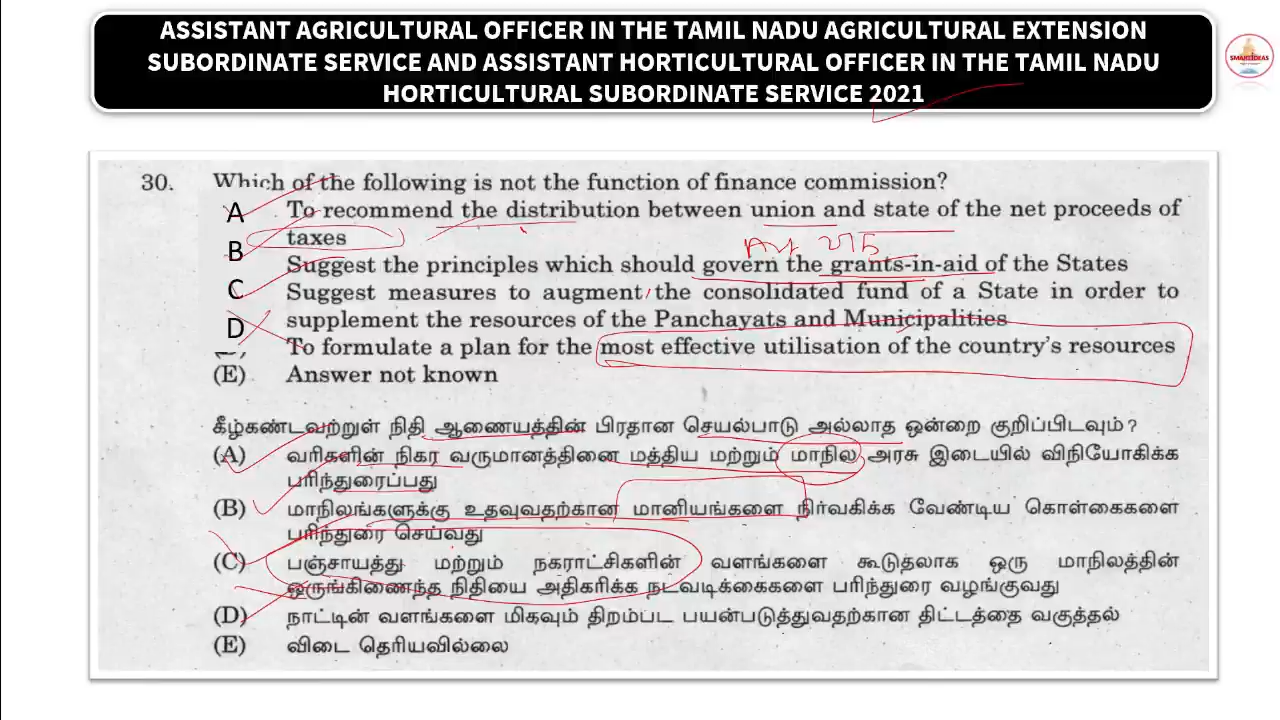 ASSISTANT AGRICULTURAL OFFICER IN THE TAMIL NADU AGRICULTURAL EXTENSION
SUBORDINATE SERVICE AND ASSISTANT HORTICULTURAL OFFICER IN THE TAMIL NADU
HORTICULTURAL SUBORDINATE SERVICE 2021
SMART IDEAS
30. Which of the following is not the function of finance commission?
A To recommend the distribution between union and state of the net proceeds of
taxes
Art 275
B Suggest the principles which should govern the grants-in-aid of the States
C Suggest measures to augment the consolidated fund of a State in order to
supplement the resources of the Panchayats and Municipalities
D To formulate a plan for the most effective utilisation of the country's resources
(E) Answer not known
கீழ்கண்டவற்றுள் நிதி ஆணையத்தின் பிரதான செயல்பாடு அல்லாத ஒன்றை குறிப்பிடவும்?
(A) வரிகளின் நிகர வருமானத்தினை மத்திய மற்றும் மாநில அரசு இடையில் விநியோகிக்க
பரிந்துரைப்பது
(B) மாநிலங்களுக்கு உதவுவதற்கான மானியங்களை நிர்வகிக்க வேண்டிய கொள்கைகளை
பரிந்துரை செய்வது
(C) பஞ்சாயத்து மற்றும் நகராட்சிகளின் வளங்களை கூடுதலாக ஒரு மாநிலத்தின்
ஒருங்கிணைந்த நிதியை அதிகரிக்க நடவடிக்கைகளை பரிந்துரை வழங்குவது
(D) நாட்டின் வளங்களை மிகவும் திறம்பட பயன்படுத்துவதற்கான திட்டத்தை வகுத்தல்
(E) விடை தெரியவில்லை